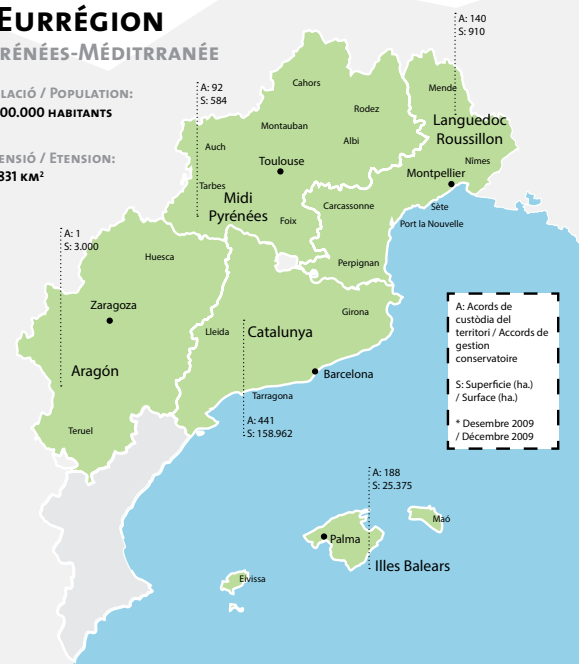 EURRÉGION
RÉNÉES-MÉDITRRANÉE
LACIÓ / POPULATION:
00.000 HABITANTS
ENSIÓ / ETENSION:
831 KM²
A: 140
S: 910
A: 92
S: 584
Cahors
Mende
Rodez
Montauban
Languedoc
Roussillon
Albi
Auch
Toulouse
Nimes
Montpellier
Tarbes
Midi
Pyrénées
Carcassonne
Sète
Foix
Port la Nouvelle
A: 1
S: 3.000
Huesca
Perpignan
Zaragoza
Girona
Lleida
Catalunya
Aragón
Barcelona
Tarragona
Teruel
A: 441
S: 158.962
A: Acords de
custòdia del
territori / Accords de
gestion
conservatoire
S: Superficie (ha.)
/ Surface (ha.)
* Desembre 2009
/ Décembre 2009
A: 188
S: 25.375
Maó
Palma
Illes Balears
Eivissa